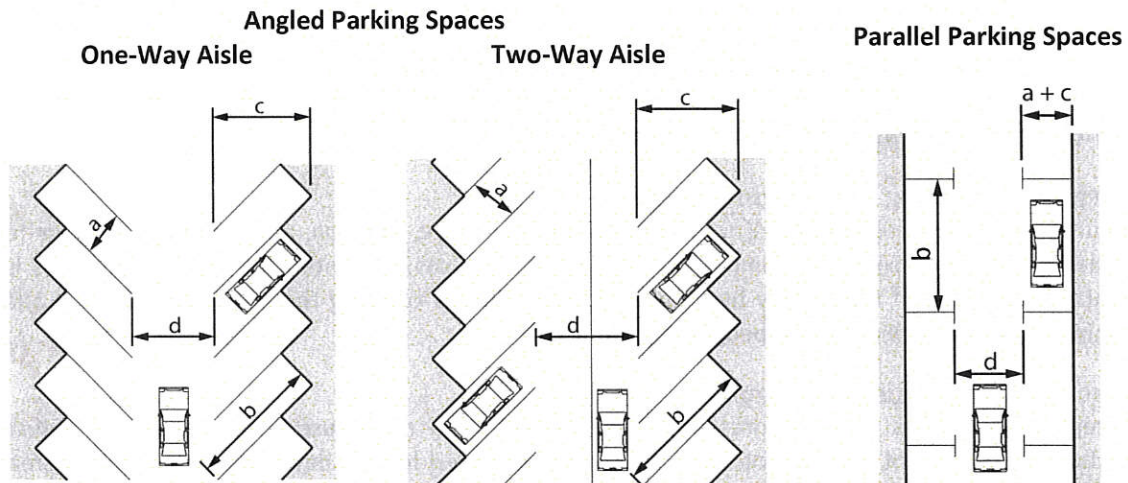 Angled Parking Spaces
One-Way Aisle
Two-Way Aisle
Parallel Parking Spaces
c
a
d
b
c
a
d
b
a + c
b
d